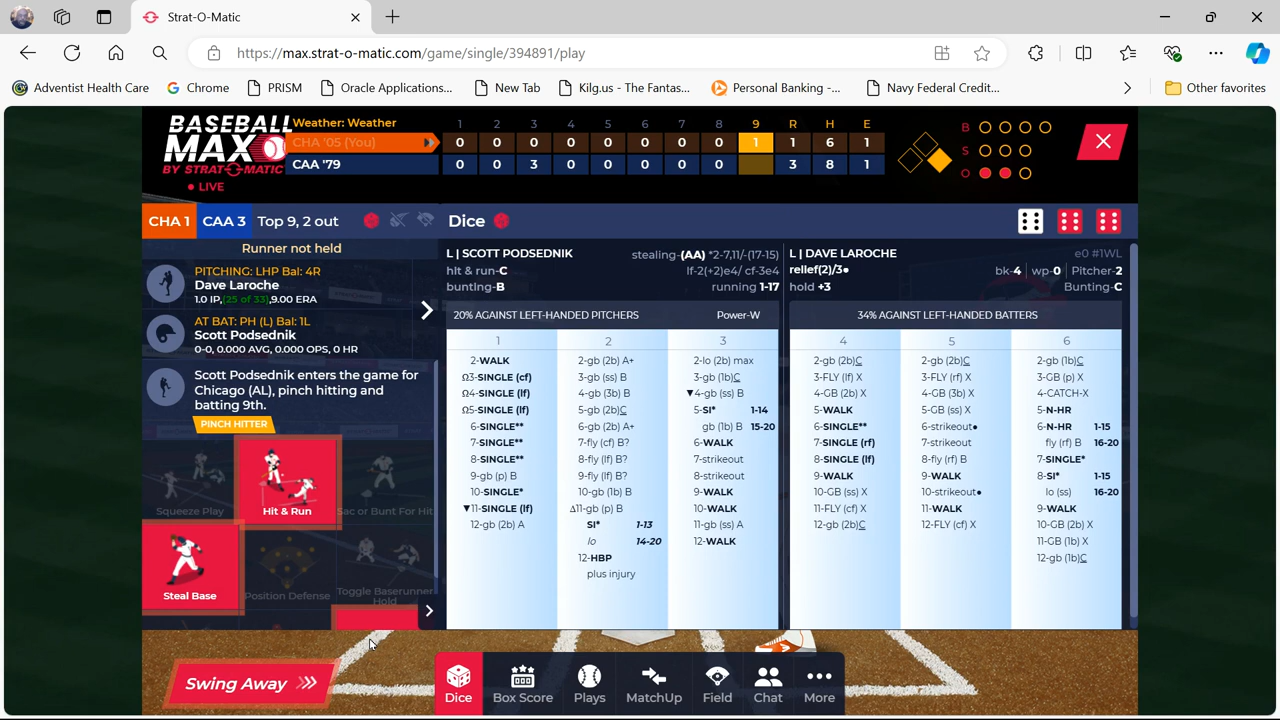 Strat-O-Matic
https://max.strat-o-matic.com/game/single/394891/play
Adventist Health Care
Chrome
PRISM
Oracle Applications...
New Tab
Kilg.us - The Fantas...
Personal Banking -...
Navy Federal Credit...
Other favorites
BASEBALL
MAX
BY STRAT-O-MATIC
LIVE
Weather: Weather
1 2 3 4 5 6 7 8 9 R H E
CHA '05 (You) 0 0 0 0 0 0 0 0 1 1 6 1
CAA '79 0 0 3 0 0 0 0 0 3 8 1
B
S
O
CHA 1 CAA 3 Top 9, 2 out
Dice
Runner not held
PITCHING: LHP Bal: 4R
Dave Laroche
1.0 IP,(25 of 33),9.00 ERA
AT BAT: PH (L) Bal: 1L
Scott Podsednik
0-0, 0.000 AVG, 0.000 OPS, 0 HR
Scott Podsednik enters the game for
Chicago (AL), pinch hitting and
batting 9th.
PINCH HITTER
Squeeze Play
Hit & Run
Sac or Bunt For Hit
Steal Base
Position Defense
Toggle Baserunner
Hold
Swing Away
L | SCOTT PODSEDNIK
stealing-(AA) *2-7,11/-(17-15)
hit & run-C
lf-2(+2)e4/ cf-3e4
bunting-B
running 1-17
20% AGAINST LEFT-HANDED PITCHERS
Power-W
1
2-WALK
Ω3-SINGLE (cf)
Ω4-SINGLE (lf)
Ω5-SINGLE (lf)
6-SINGLE**
7-SINGLE**
8-SINGLE**
9-gb (p) B
10-SINGLE*
▼11-SINGLE (lf)
12-gb (2b) A
2
2-gb (2b) A+
3-gb (ss) B
4-gb (3b) B
5-gb (2b)C
6-gb (2b) A+
7-fly (cf) B?
8-fly (lf) B?
9-fly (lf) B?
10-gb (1b) B
∆11-gb (p) B
SI* 1-13
lo 14-20
12-HBP
plus injury
3
2-lo (2b) max
3-gb (1b)C
▼4-gb (ss) B
5-SI* 1-14
gb (1b) B 15-20
6-WALK
7-strikeout
8-strikeout
9-WALK
10-WALK
11-gb (ss) A
12-WALK
L | DAVE LAROCHE
e0 #1WL
relief(2)/3●
bk-4 | wp-0 | Pitcher-2
hold +3
Bunting-C
34% AGAINST LEFT-HANDED BATTERS
4
2-gb (2b)C
3-FLY (lf) X
4-GB (2b) X
5-WALK
6-SINGLE**
7-SINGLE (rf)
8-SINGLE (lf)
9-WALK
10-GB (ss) X
11-FLY (cf) X
12-gb (2b)C
5
2-gb (2b)C
3-FLY (rf) X
4-GB (3b) X
5-GB (ss) X
6-strikeout●
7-strikeout
8-fly (rf) B
9-WALK
10-strikeout●
11-WALK
12-FLY (cf) X
6
2-gb (1b)C
3-GB (p) X
4-CATCH-X
5-N-HR
6-N-HR 1-15
fly (rf) B 16-20
7-SINGLE*
8-SI* 1-15
lo (ss) 16-20
9-WALK
10-GB (2b) X
11-GB (1b) X
12-gb (1b)C
Dice
Box Score
Plays
MatchUp
Field
Chat
More